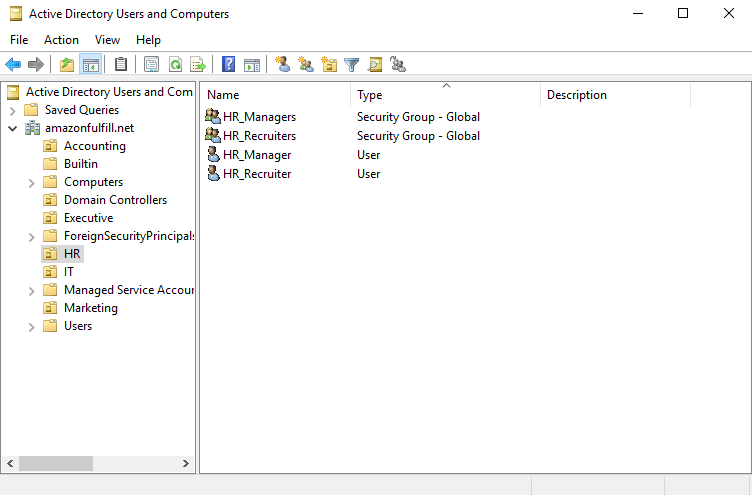 Active Directory Users and Computers
File Action View Help
Active Directory Users and Com
Saved Queries
amazonfulfill.net
Accounting
Builtin
Computers
Domain Controllers
Executive
ForeignSecurityPrincipals
HR
IT
Managed Service Accour
Marketing
Users
Name Type Description
HR_Managers Security Group - Global
HR_Recruiters Security Group - Global
HR_Manager User
HR_Recruiter User